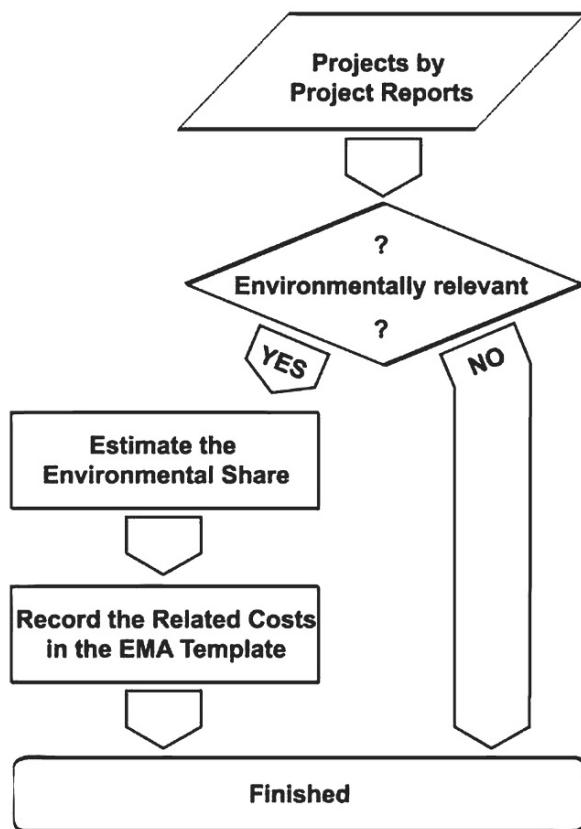 Projects by
Project Reports
?
Environmentally relevant
?
YES
NO
Estimate the
Environmental Share
Record the Related Costs
in the EMA Template
Finished